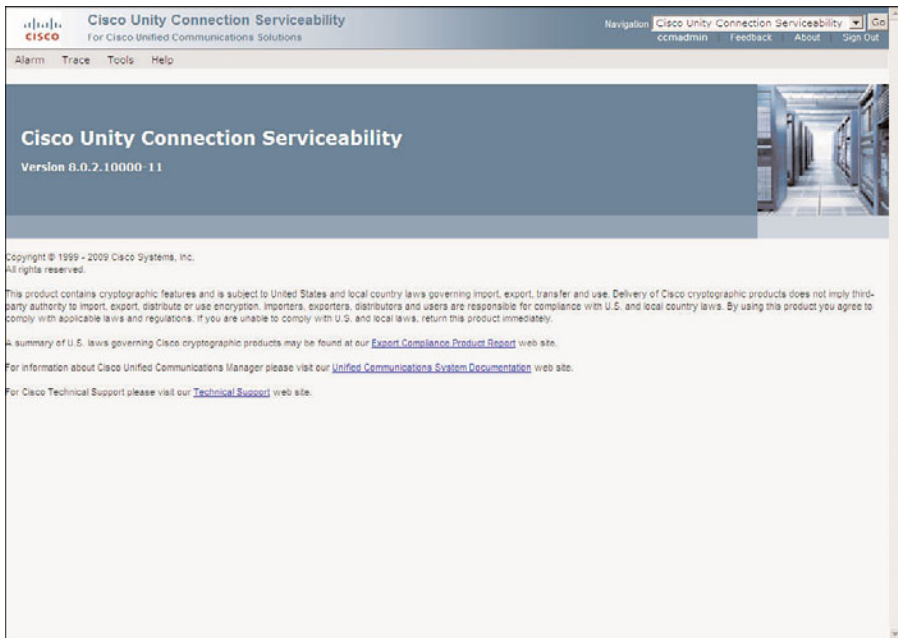 Cisco Unity Connection Serviceability
CISCO
For Cisco Unified Communications Solutions
Navigation Cisco Unity Connection Serviceability Go
ccmadmin Feedback About Sign Out
Alarm Trace Tools Help
Cisco Unity Connection Serviceability
Version 8.0.2.10000-11
Copyright © 1999 - 2009 Cisco Systems, Inc.
All rights reserved.
This product contains cryptographic features and is subject to United States and local country laws governing import, export, transfer and use. Delivery of Cisco cryptographic products does not imply third-
party authority to import, export, distribute or use encryption. Importers, exporters, distributors and users are responsible for compliance with U.S. and local country laws. By using this product you agree to
comply with applicable laws and regulations. If you are unable to comply with U.S. and local laws, return this product immediately.
A summary of U.S. laws governing Cisco cryptographic products may be found at our Export Compliance Product Report web site.
For information about Cisco Unified Communications Manager please visit our Unified Communications System Documentation web site.
For Cisco Technical Support please visit our Technical Support web site.